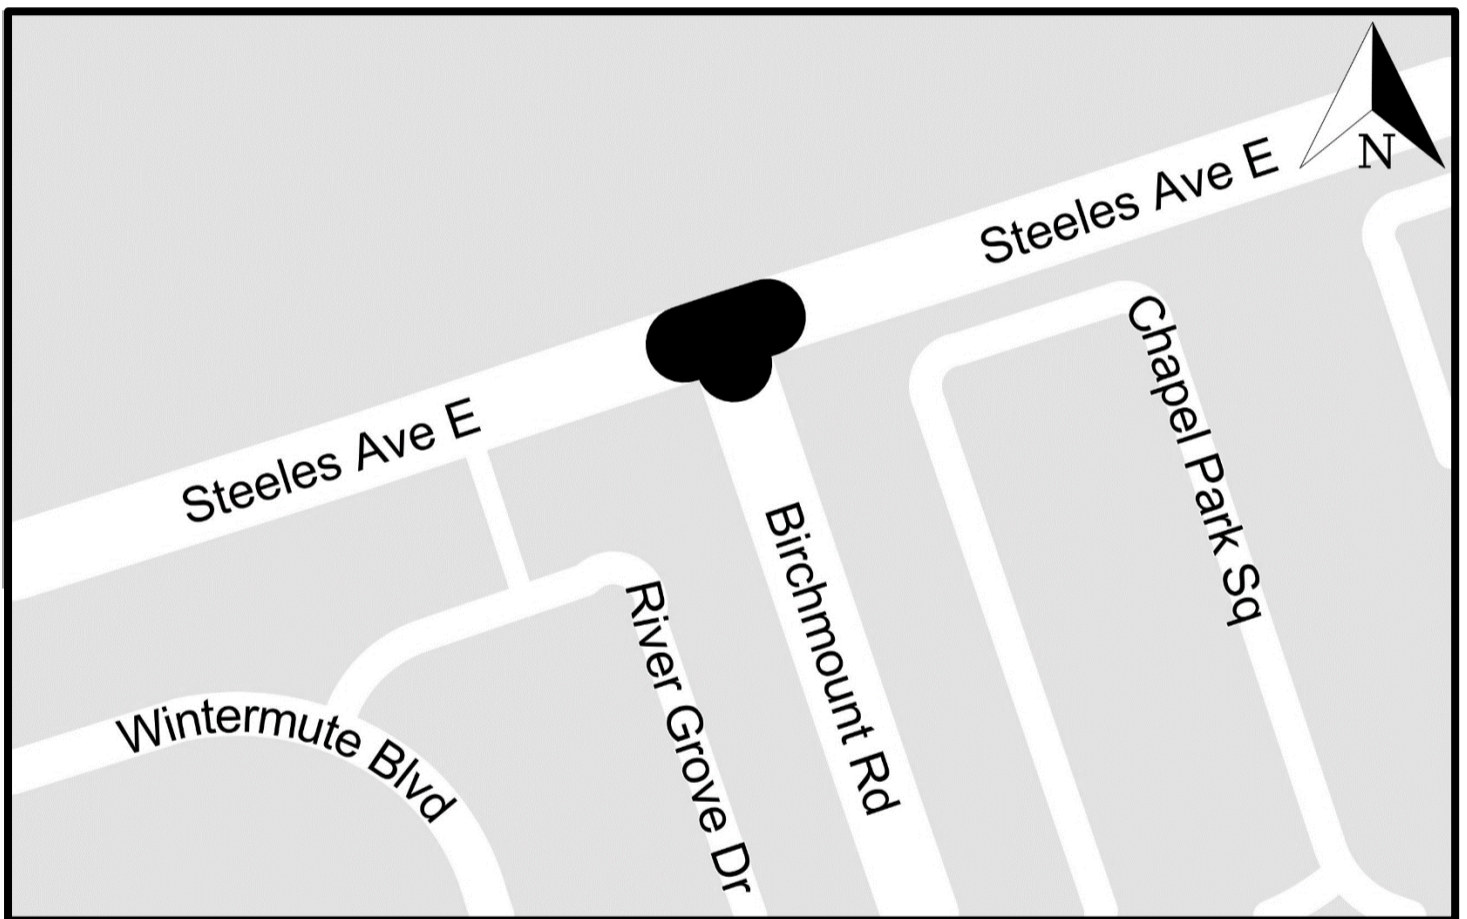 N
Steeles Ave E
Steeles Ave E
Chapel Park Sq
Birchmount Rd
River Grove Dr
Wintermute Blvd